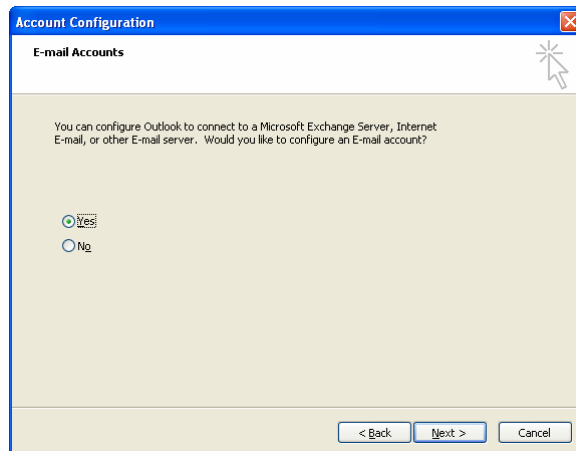 Account Configuration
E-mail Accounts
You can configure Outlook to connect to a Microsoft Exchange Server, Internet
E-mail, or other E-mail server. Would you like to configure an E-mail account?
Yes
No
< Back Next > Cancel